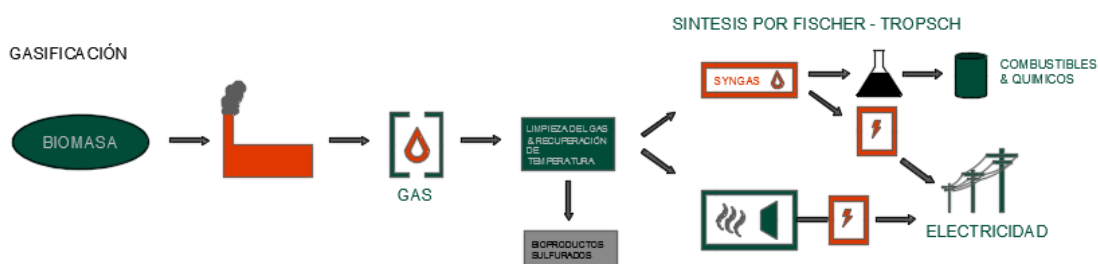 SINTESIS POR FISCHER - TROPSCH
GASIFICACIÓN
SYNGAS
COMBUSTIBLES
& QUIMICOS
BIOMASA
LIMPIEZA DEL GAS
& RECUPERACIÓN
DE
TEMPERATURA
GAS
BIOPRODUCTOS
SULFURADOS
ELECTRICIDAD